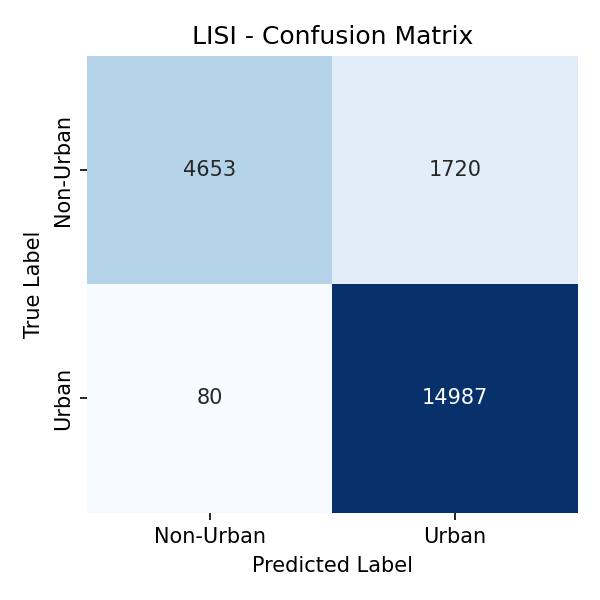 LISI - Confusion Matrix
True Label
Non-Urban
4653 1720
Urban
80 14987
Non-Urban Urban
Predicted Label